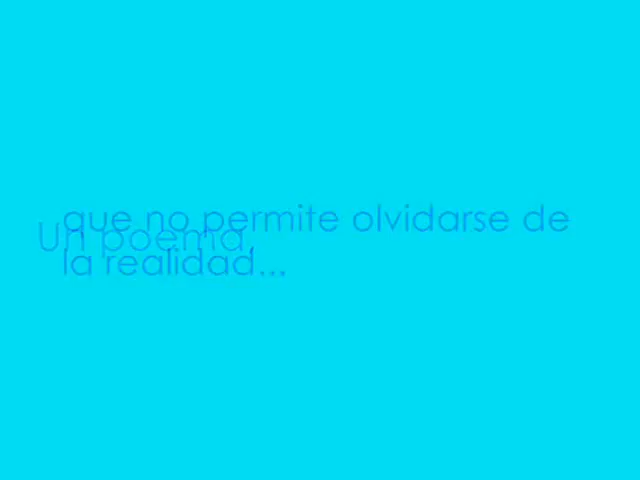 Un poema,
que no permite olvidarse de
la realidad...